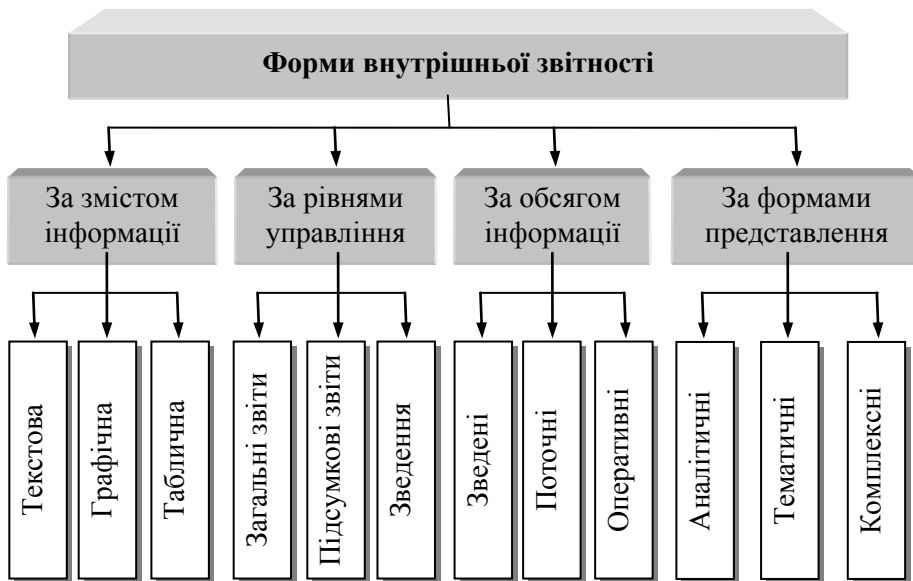 Форми внутрішньої звітності
За змістом
інформації
За рівнями
управління
За обсягом
інформації
За формами
представлення
Текстова
Графічна
Таблична
Загальні звіти
Підсумкові звіти
Зведення
Зведені
Поточні
Оперативні
Аналітичні
Тематичні
Комплексні